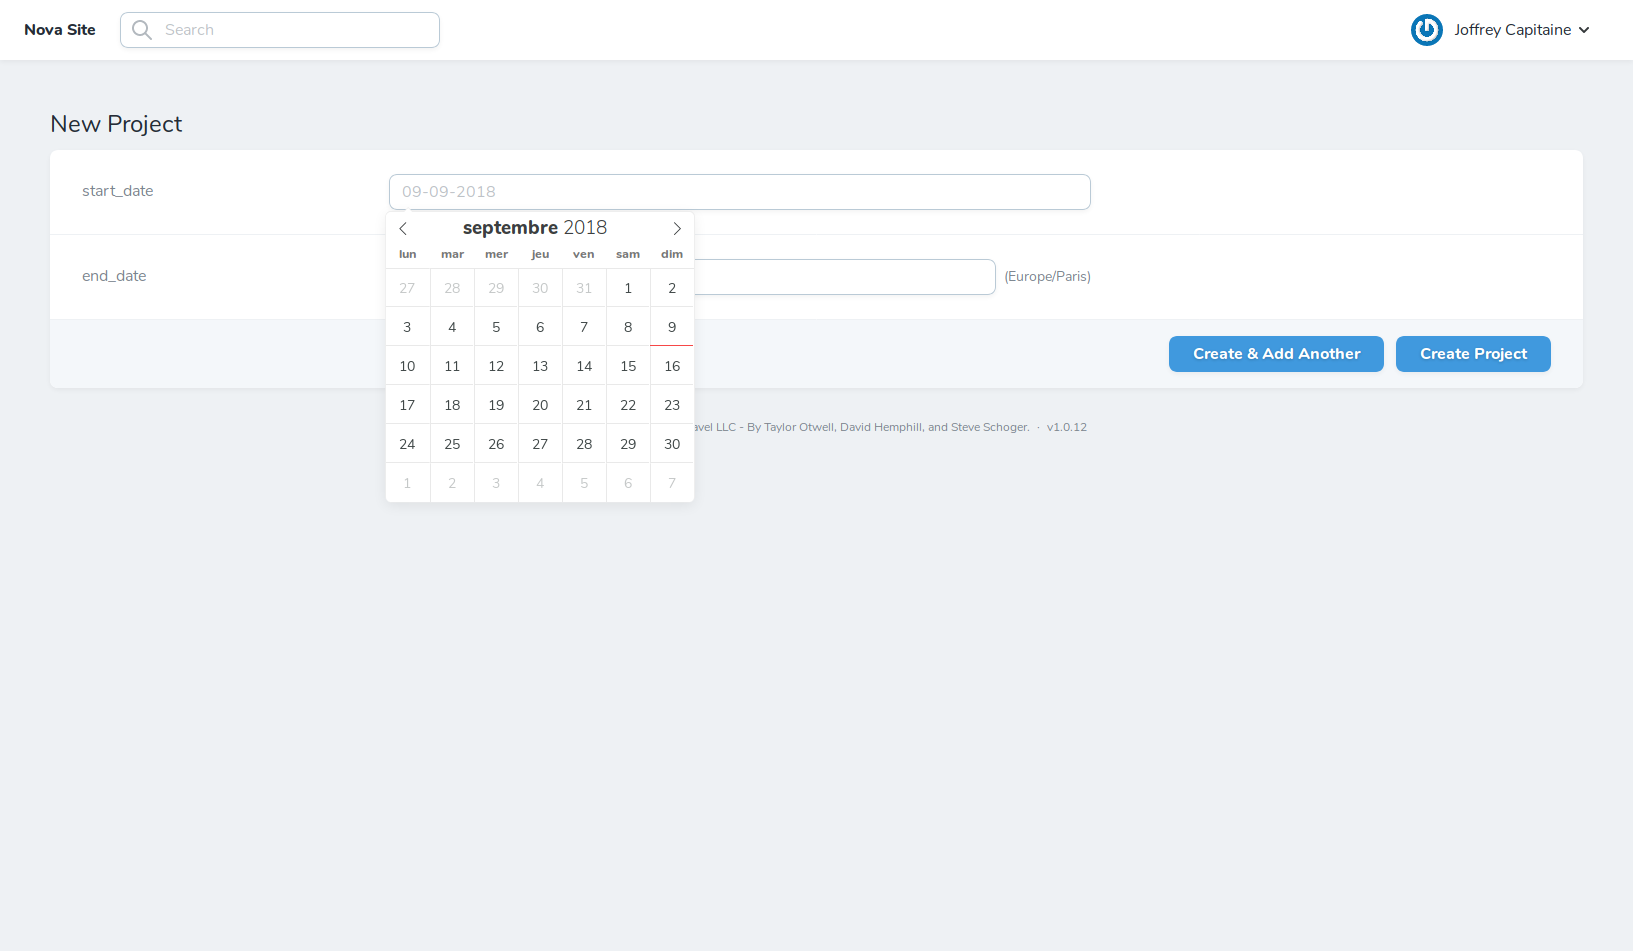 Nova Site
Search
Joffrey Capitaine
New Project
start_date
09-09-2018
septembre 2018
lun mar mer jeu ven sam dim
27 28 29 30 31 1 2
3 4 5 6 7 8 9
10 11 12 13 14 15 16
17 18 19 20 21 22 23
24 25 26 27 28 29 30
1 2 3 4 5 6 7
end_date
(Europe/Paris)
Create & Add Another
Create Project
LLC - By Taylor Otwell, David Hemphill, and Steve Schoger. · v1.0.12